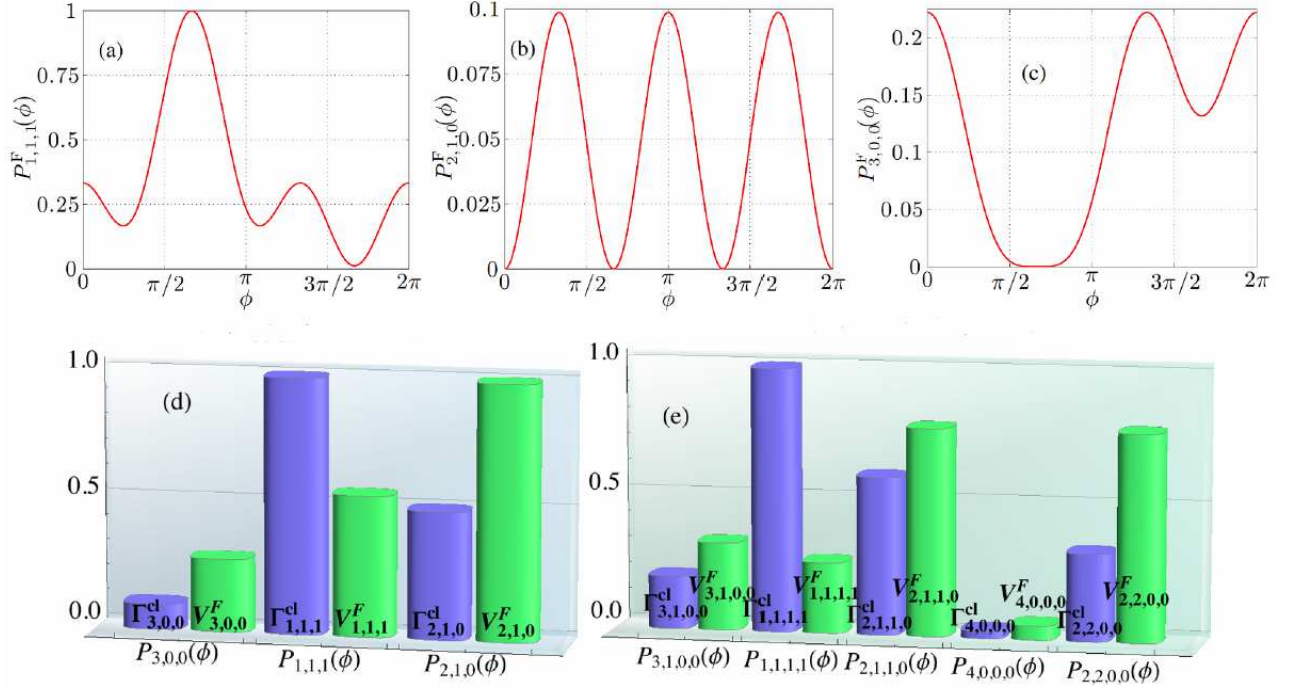 (a)
P^F_{1,1,1}(ϕ)
1
0.75
0.5
0.25
0
0 π/2 π 3π/2 2π
ϕ
(b)
P^F_{2,1,0}(ϕ)
0.1
0.075
0.05
0.025
0
0 π/2 π 3π/2 2π
ϕ
(c)
P^F_{3,0,0}(ϕ)
0.2
0.15
0.1
0.05
0
0 π/2 π 3π/2 2π
ϕ
(d)
1.0
0.5
0.0
Γ^{cl}_{3,0,0} V^F_{3,0,0} Γ^{cl}_{1,1,1} V^F_{1,1,1} Γ^{cl}_{2,1,0} V^F_{2,1,0}
P_{3,0,0}(ϕ) P_{1,1,1}(ϕ) P_{2,1,0}(ϕ)
(e)
1.0
0.5
0.0
Γ^{cl}_{3,1,0,0} V^F_{3,1,0,0} Γ^{cl}_{1,1,1,1} V^F_{1,1,1,1} Γ^{cl}_{2,1,1,0} V^F_{2,1,1,0} Γ^{cl}_{4,0,0,0} V^F_{4,0,0,0} Γ^{cl}_{2,2,0,0} V^F_{2,2,0,0}
P_{3,1,0,0}(ϕ) P_{1,1,1,1}(ϕ) P_{2,1,1,0}(ϕ) P_{4,0,0,0}(ϕ) P_{2,2,0,0}(ϕ)